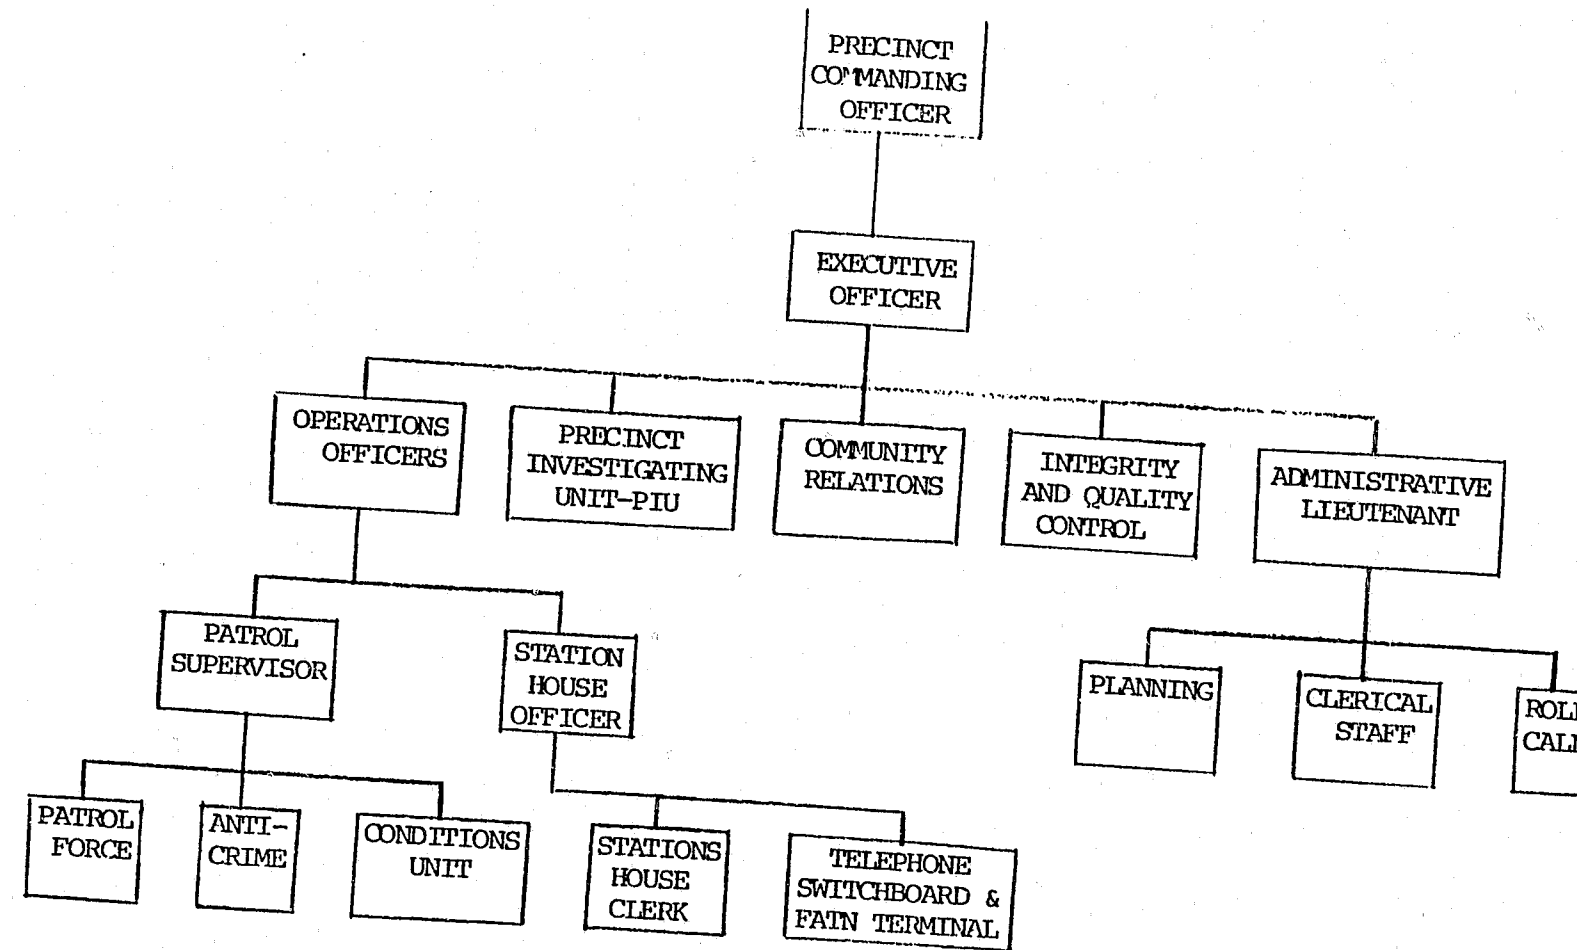 PRECINCT
COMMANDING
OFFICER
EXECUTIVE
OFFICER
OPERATIONS
OFFICERS
PRECINCT
INVESTIGATING
UNIT-PIU
COMMUNITY
RELATIONS
INTEGRITY
AND QUALITY
CONTROL
ADMINISTRATIVE
LIEUTENANT
PATROL
SUPERVISOR
STATION
HOUSE
OFFICER
PLANNING
CLERICAL
STAFF
ROLL
CALL
PATROL
FORCE
ANTI-
CRIME
CONDITIONS
UNIT
STATIONS
HOUSE
CLERK
TELEPHONE
SWITCHBOARD &
FATN TERMINAL